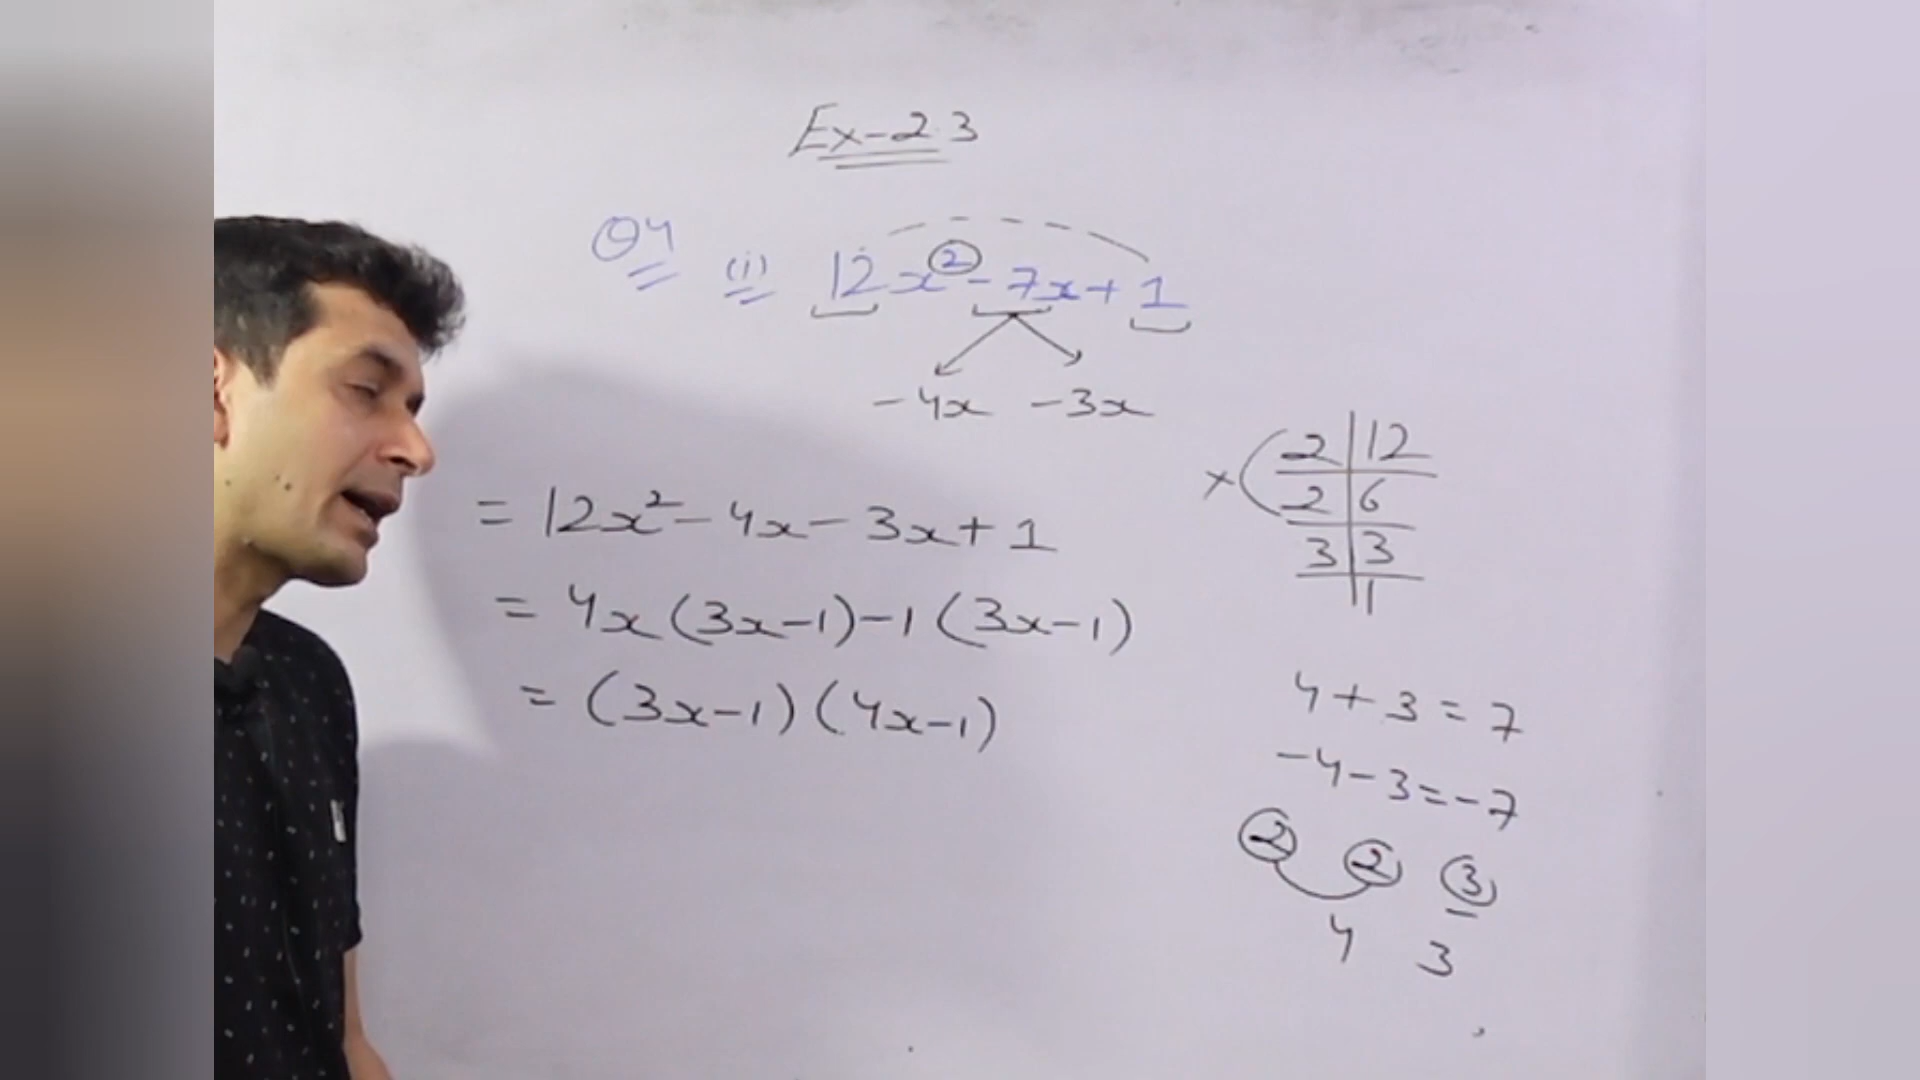 Ex-2.3
Q4 (i) 12x² - 7x + 1
-4x -3x
= 12x² - 4x - 3x + 1
= 4x (3x-1) -1 (3x-1)
= (3x-1) (4x-1)
× 2 | 12
2 | 6
3 | 3
1
4 + 3 = 7
-4 - 3 = -7
2 2 3
4 3